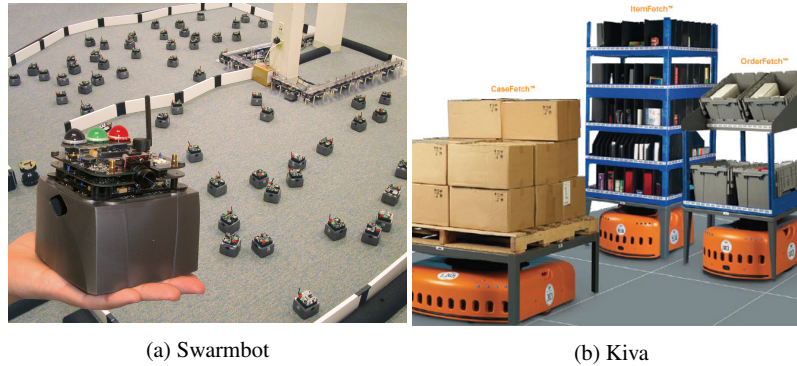 ItemFetch™
OrderFetch™
CaseFetch™
(a) Swarmbot
(b) Kiva